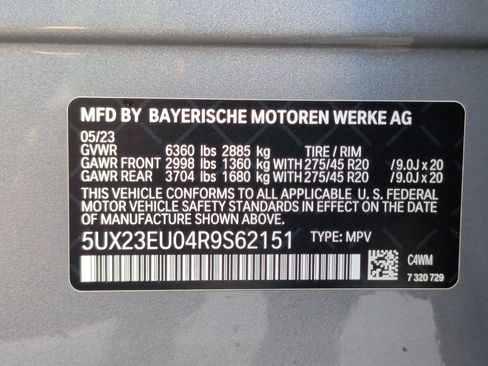 MFD BY BAYERISCHE MOTOREN WERKE AG
05/23
GVWR 6360 lbs 2885 kg TIRE / RIM
GAWR FRONT 2998 lbs 1360 kg WITH 275/45 R20 / 9.0J x 20
GAWR REAR 3704 lbs 1680 kg WITH 275/45 R20 / 9.0J x 20
THIS VEHICLE CONFORMS TO ALL APPLICABLE U. S. FEDERAL
MOTOR VEHICLE SAFETY STANDARDS IN EFFECT ON THE
DATE OF MANUFACTURE SHOWN ABOVE.
5UX23EU04R9S62151 TYPE: MPV
C4WM
7 320 729